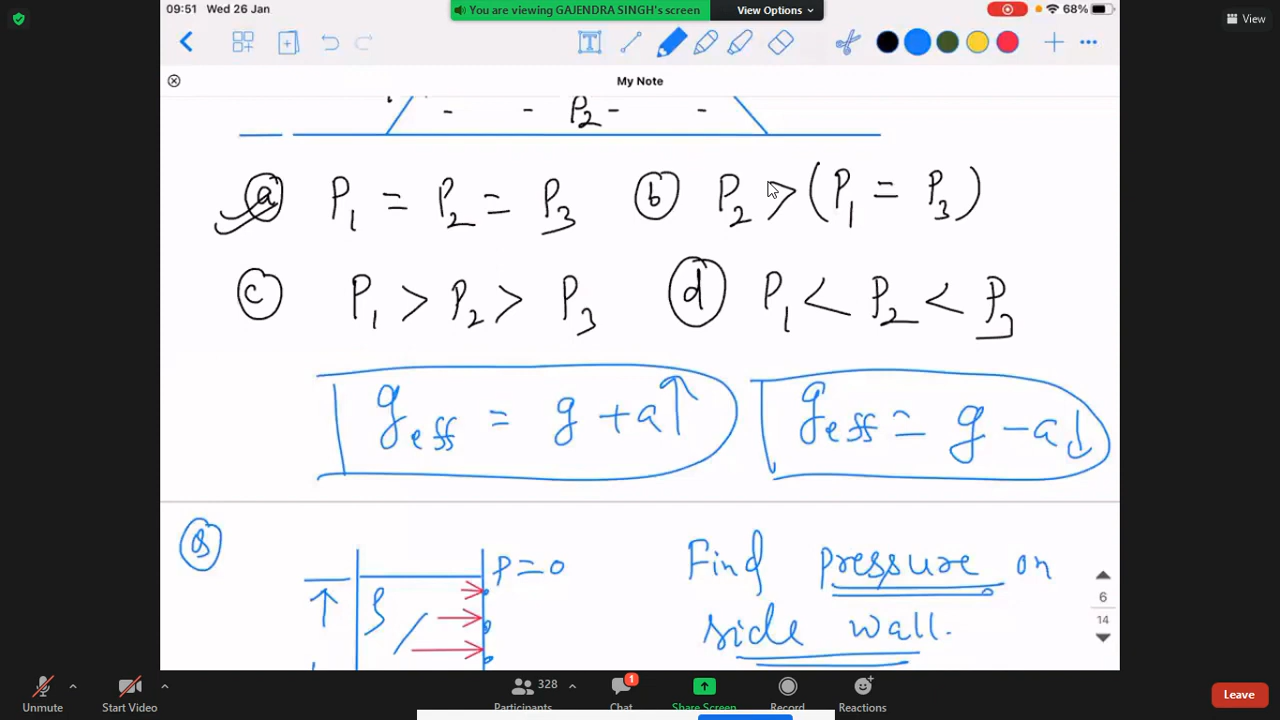 09:51 Wed 26 Jan
You are viewing GAJENDRA SINGH's screen
View Options
68%
View
My Note
- - P2 - -
a P1 = P2 = P3 b P2 > (P1 = P3)
c P1 > P2 > P3 d P1 < P2 < P3
geff = g + a↑ geff = g - a↓
Q
P = 0 Find pressure on
ρ side wall.
6
14
Unmute
Start Video
328
Participants
1
Chat
Share Screen
Record
Reactions
Leave